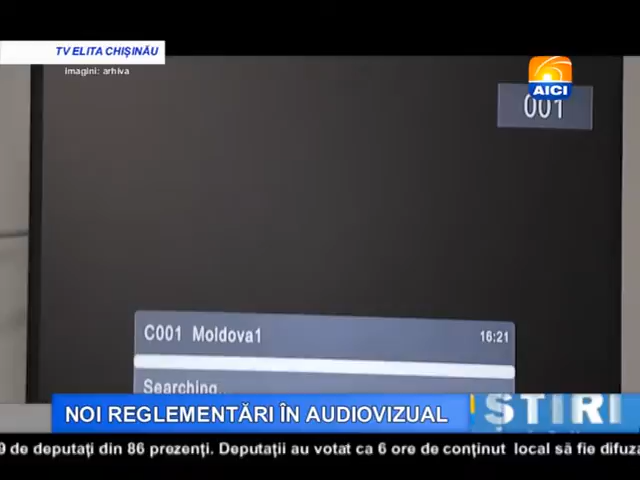 TV ELITA CHIȘINĂU
imagini: arhiva
AICI
001
C001 Moldova1 16:21
Searching..
NOI REGLEMENTĂRI ÎN AUDIOVIZUAL
ȘTIRI
9 de deputați din 86 prezenți. Deputații au votat ca 6 ore de conținut local să fie difuza